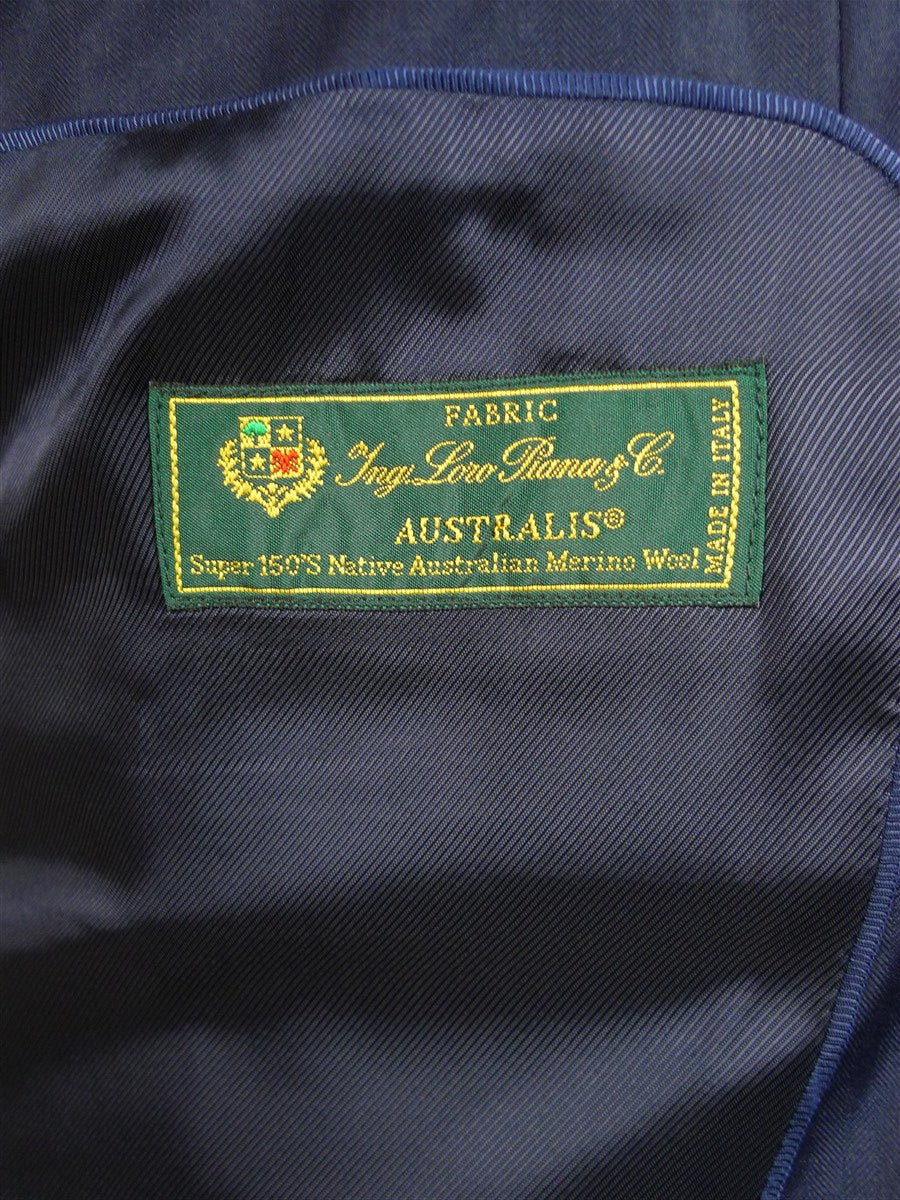 FABRIC
Ing. Loro Piana & C.
AUSTRALIS®
Super 150'S Native Australian Merino Wool
MADE IN ITALY